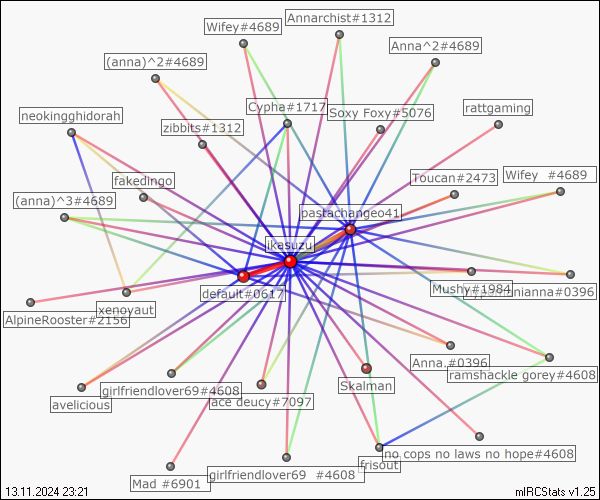 Annarchist#1312
Wifey#4689
Anna^2#4689
(anna)^2#4689
Cypha#1717
Soxy Foxy#5076
rattgaming
neokingghidorah
zibbits#1312
fakedingo
Toucan#2473
Wifey  #4689
(anna)^3#4689
pastachangeo41
jikasuzu
default#0617
Mushy#1984
minianna#0396
xenoyaut
AlpineRooster#2156
Anna.#0396
ramshackle gorey#4608
Skalman
girlfriendlover69#4608
ace deucy#7097
avelicious
no cops no laws no hope#4608
frisout
girlfriendlover69  #4608
Mad #6901
13.11.2024 23:21
mIRCStats v1.25